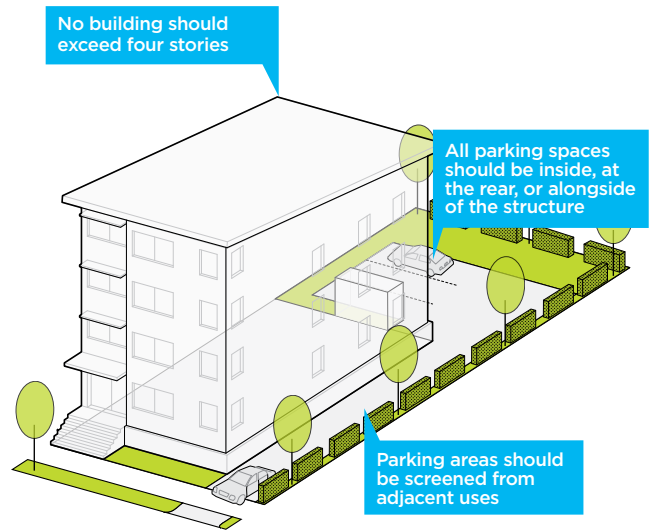 No building should
exceed four stories
All parking spaces
should be inside, at
the rear, or alongside
of the structure
Parking areas should
be screened from
adjacent uses